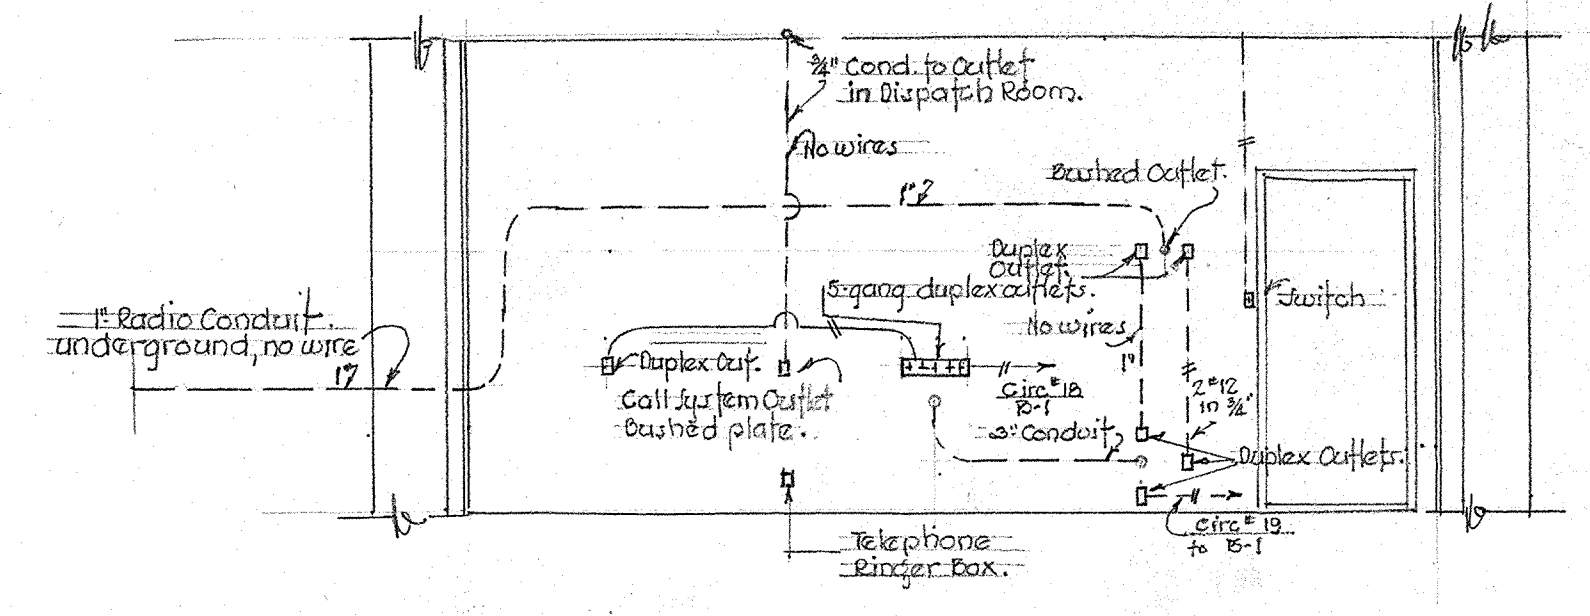 3/4" Cond. to Outlet
in Dispatch Room.
No wires
Bushed Outlet.
1"
Duplex
Outlet.
5-gang duplex outlets.
Switch
1" Radio Conduit.
underground, no wire
1"
No wires
1"
Duplex Out.
Call System Outlet
Bushed plate.
Circ # 18
B-1
2 #12
in 3/4"
3" Conduit
Duplex Outlets.
Circ # 19
to B-1
Telephone
Ringer Box.